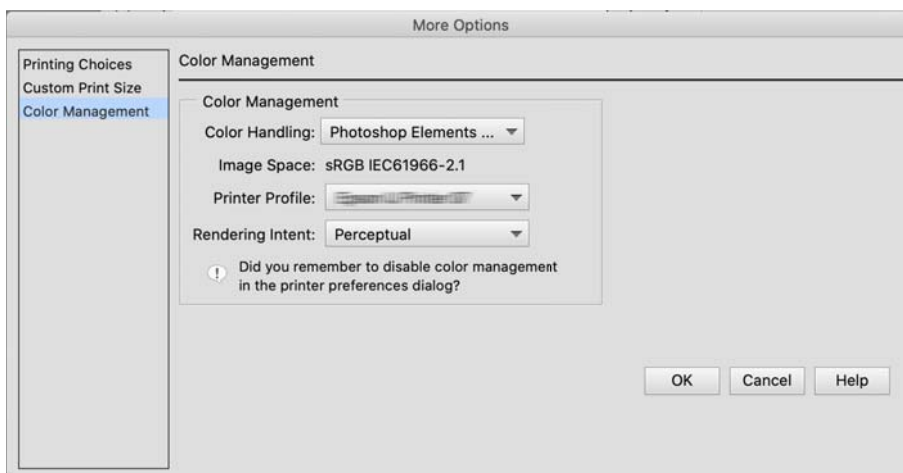 More Options
Printing Choices
Custom Print Size
Color Management
Color Management
Color Management
Color Handling: Photoshop Elements ...
Image Space: sRGB IEC61966-2.1
Printer Profile:
Rendering Intent: Perceptual
! Did you remember to disable color management
in the printer preferences dialog?
OK Cancel Help